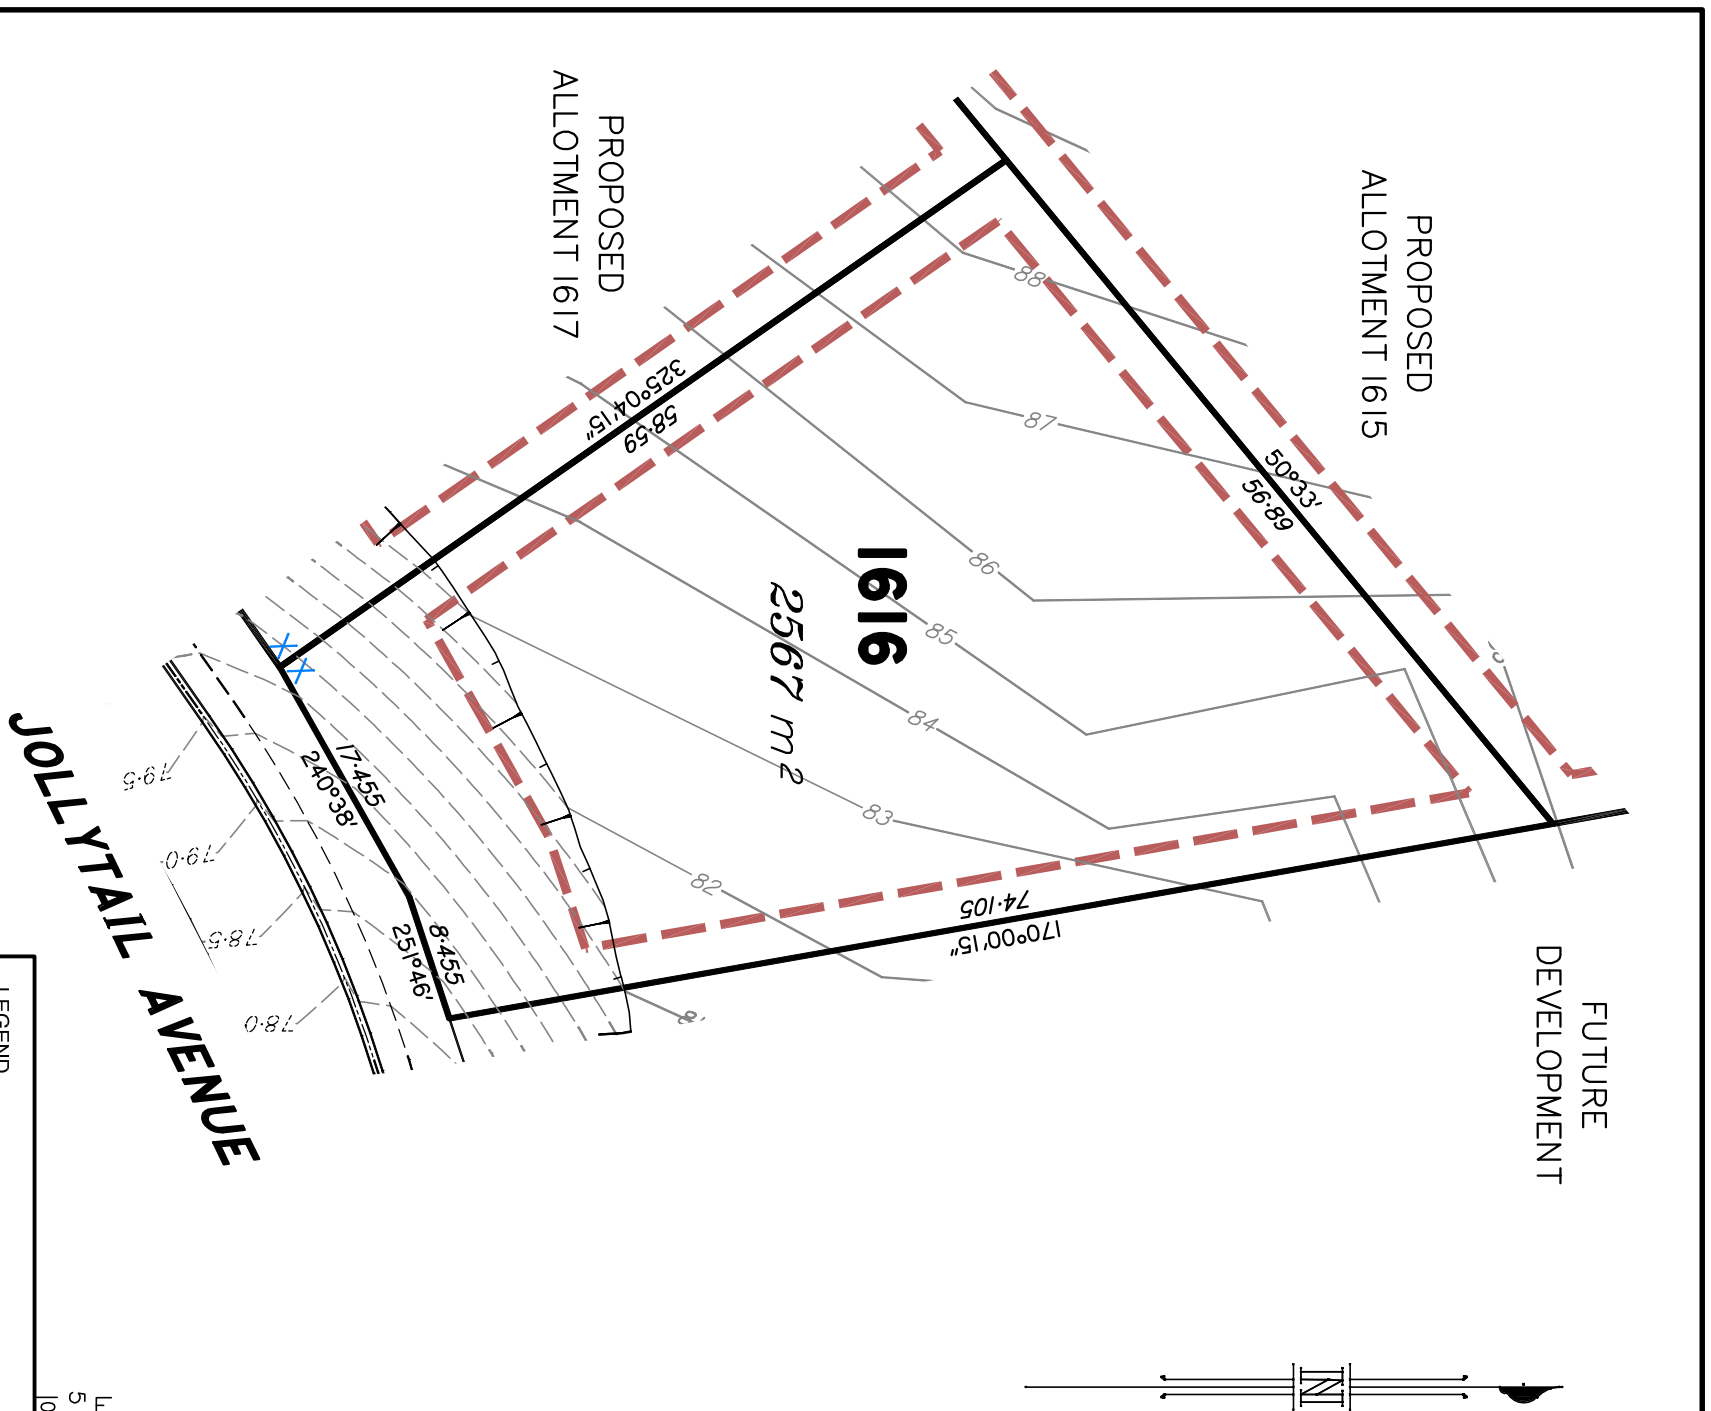 PROPOSED
ALLOTMENT 1617
PROPOSED
ALLOTMENT 1615
FUTURE
DEVELOPMENT
325°04'15"
58·59
50°33'
56·89
1616
2567 m2
74·105
170°00'15"
17·455
240°38'
8·455
251°46'
88
87
86
85
84
83
82
79·5
79·0
78·5
78·0
JOLLYTAIL AVENUE
LEGEND
N
5